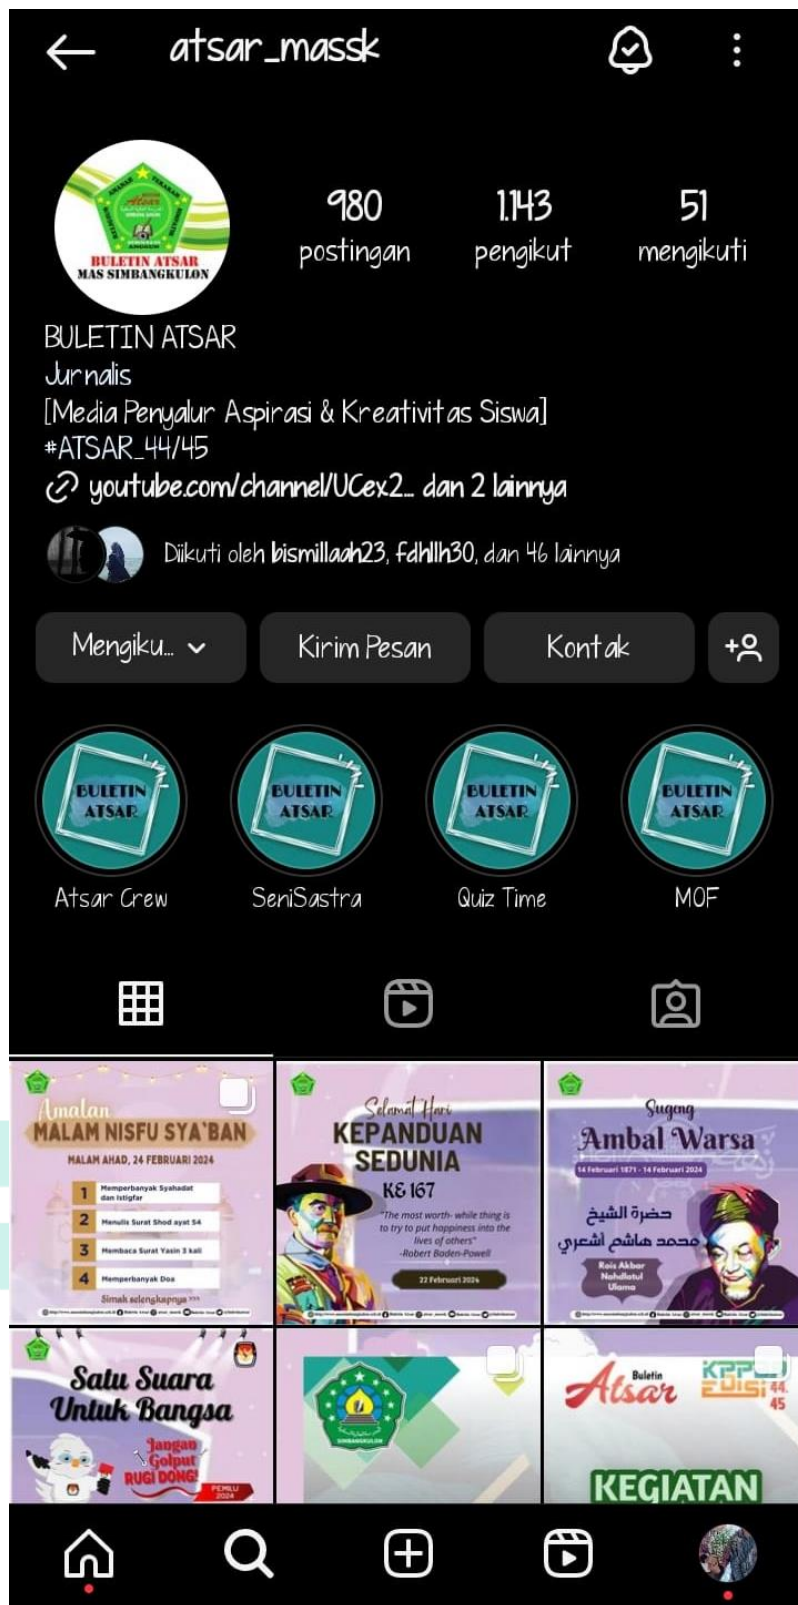 atsar_massk
BULETIN ATSAR
MAS SIMBANGKULON
980
postingan
1.143
pengikut
51
mengikuti
BULETIN ATSAR
Jurnalis
[Media Penyalur Aspirasi & Kreativitas Siswa]
#ATSAR_44/45
youtube.com/channel/UCex2... dan 2 lainnya
Diikuti oleh bismillaah23, fdhllh30, dan 46 lainnya
Mengiku...
Kirim Pesan
Kontak
BULETIN
ATSAR
BULETIN
ATSAR
BULETIN
ATSAR
BULETIN
ATSAR
Atsar Crew
SeniSastra
Quiz Time
MOF
Amalan
MALAM NISFU SYA`BAN
MALAM AHAD, 24 FEBRUARI 2024
1 Memperbanyak Syahadat
dan Istigfar
2 Menulis Surat Shod ayat 54
3 Membaca Surat Yasin 3 kali
4 Memperbanyak Doa
Simak selengkapnya >>>
Selamat Hari
KEPANDUAN
SEDUNIA
KE 167
"The most worth- while thing is
to try to put happiness into the
lives of others"
-Robert Baden-Powell
22 Februari 2024
Sugeng
Ambal Warsa
14 Februari 1871 - 14 Februari 2024
حضرة الشيخ
محمد هاشم أشعري
Rais Akbar
Nahdlatul
Ulama
Satu Suara
Untuk Bangsa
Jangan
Golput
RUGI DONG!
PEMILU
2024
SIMBANGKULON
Buletin
Atsar
EDISI 44.
45
KEGIATAN